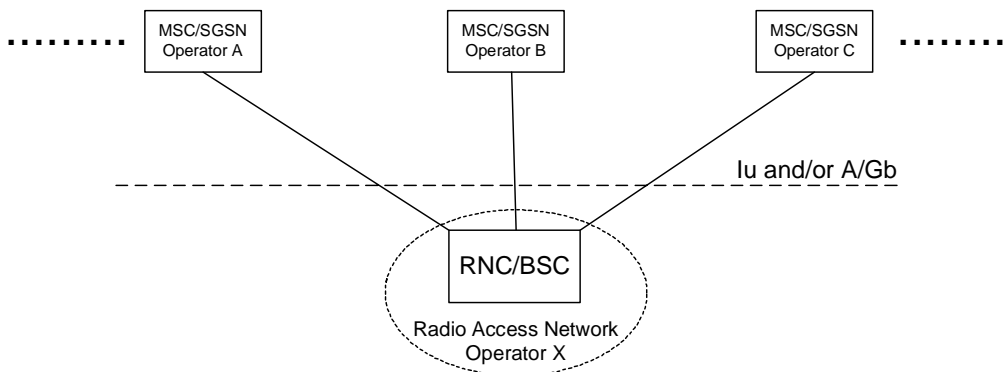 MSC/SGSN
Operator A
MSC/SGSN
Operator B
MSC/SGSN
Operator C
Iu and/or A/Gb
RNC/BSC
Radio Access Network
Operator X